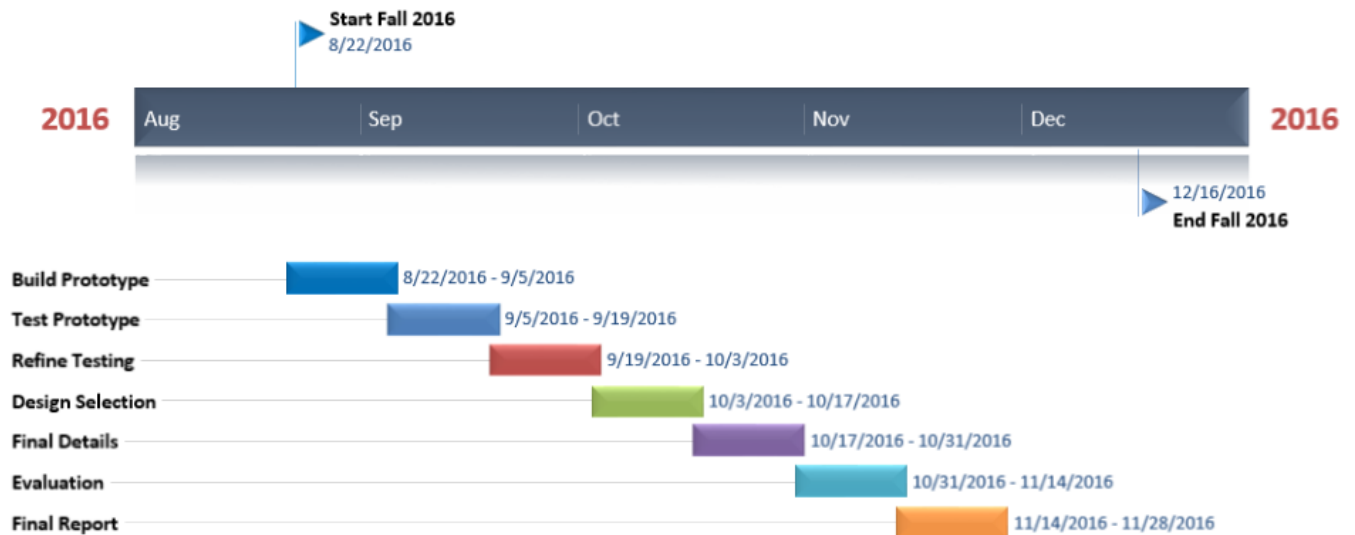 Start Fall 2016
8/22/2016
2016 Aug Sep Oct Nov Dec 2016
12/16/2016
End Fall 2016
Build Prototype 8/22/2016 - 9/5/2016
Test Prototype 9/5/2016 - 9/19/2016
Refine Testing 9/19/2016 - 10/3/2016
Design Selection 10/3/2016 - 10/17/2016
Final Details 10/17/2016 - 10/31/2016
Evaluation 10/31/2016 - 11/14/2016
Final Report 11/14/2016 - 11/28/2016